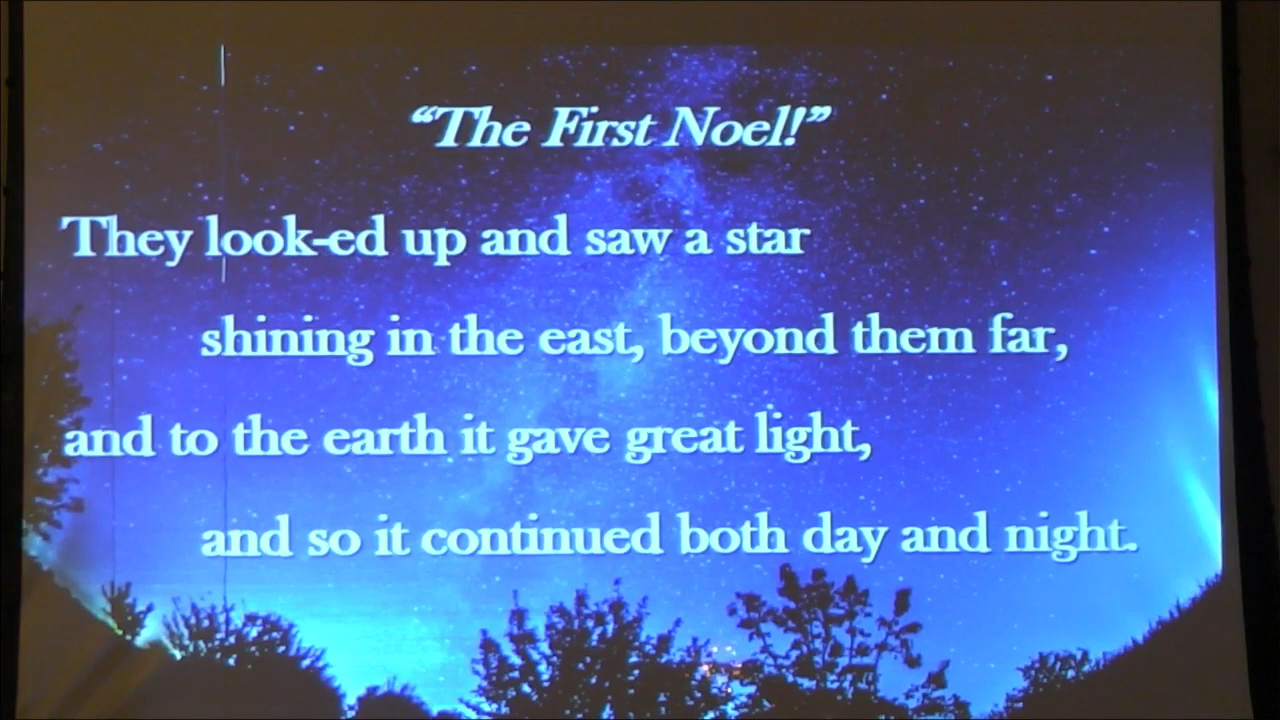 “The First Noel!”
They look-ed up and saw a star
shining in the east, beyond them far,
and to the earth it gave great light,
and so it continued both day and night.